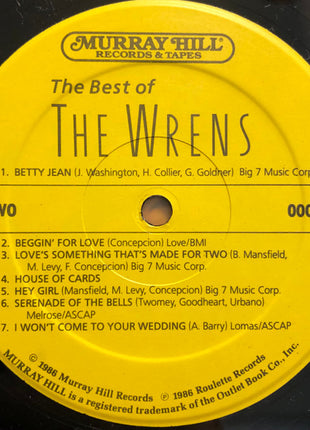 MURRAY HILL
RECORDS & TAPES
The Best of
THE WRENS
1. BETTY JEAN (J. Washington, H. Collier, G. Goldner) Big 7 Music Corp
WO 000
2. BEGGIN' FOR LOVE (Concepcion) Love/BMI
3. LOVE'S SOMETHING THAT'S MADE FOR TWO (B. Mansfield,
M. Levy, F. Concepcion) Big 7 Music Corp.
4. HOUSE OF CARDS
5. HEY GIRL (Mansfield, M. Levy, Concepcion) Big 7 Music Corp.
6. SERENADE OF THE BELLS (Twomey, Goodheart, Urbano)
Melrose/ASCAP
7. I WON'T COME TO YOUR WEDDING (A. Barry) Lomas/ASCAP
© 1986 Murray Hill Records ℗ 1986 Roulette Records
MURRAY HILL is a registered trademark of the Outlet Book Co., Inc.